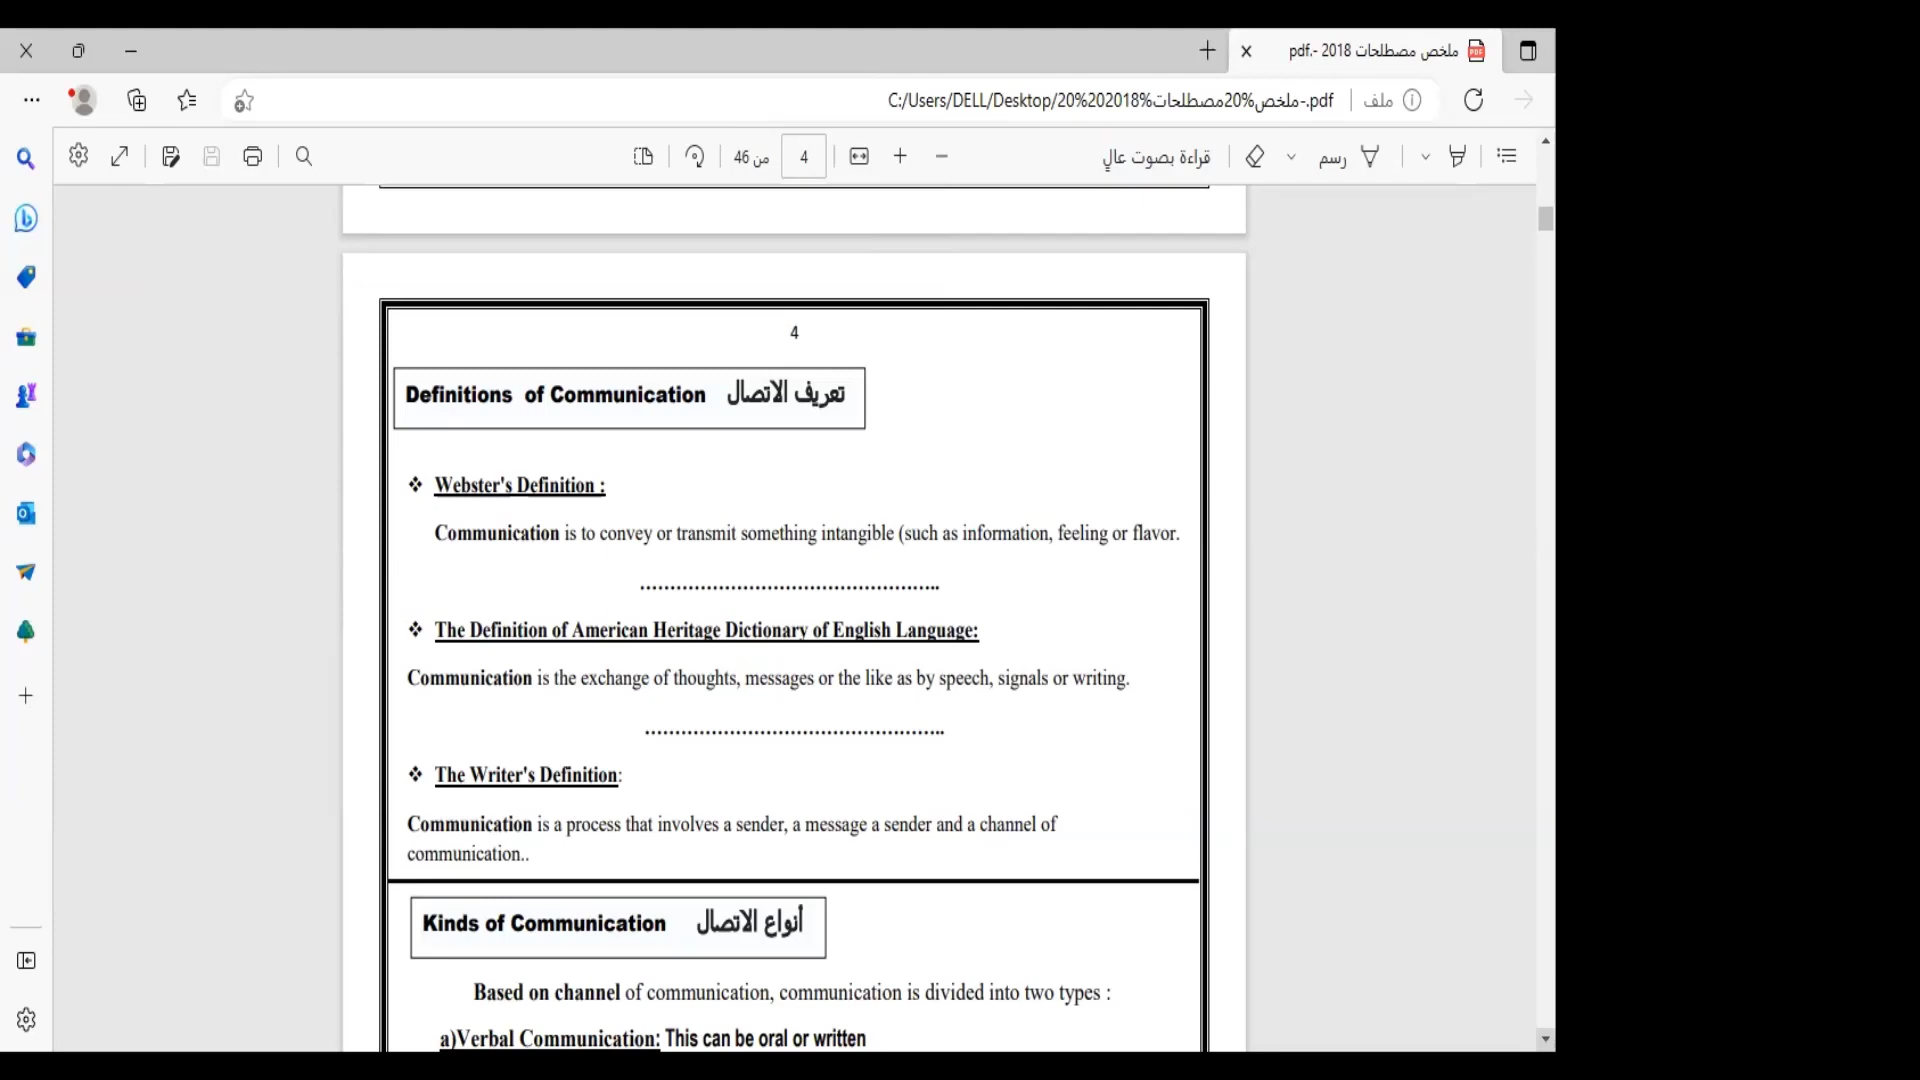 ملخص مصطلحات 2018 -.pdf
C:/Users/DELL/Desktop/20%202018%ملخص%20مصطلحات-.pdf
ملف
من 46
4
قراءة بصوت عالٍ
رسم
4
Definitions of Communication تعريف الاتصال
❖ Webster's Definition :
Communication is to convey or transmit something intangible (such as information, feeling or flavor.
…………………………………………..
❖ The Definition of American Heritage Dictionary of English Language:
Communication is the exchange of thoughts, messages or the like as by speech, signals or writing.
…………………………………………..
❖ The Writer's Definition:
Communication is a process that involves a sender, a message a sender and a channel of
communication..
Kinds of Communication أنواع الاتصال
Based on channel of communication, communication is divided into two types :
a)Verbal Communication: This can be oral or written